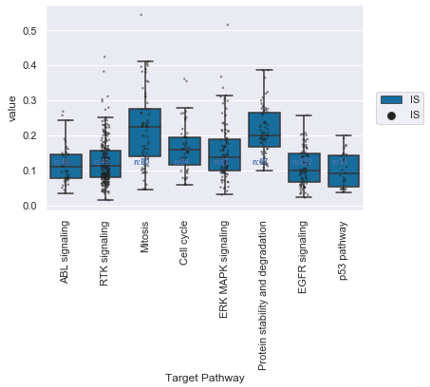 0.5
0.4
0.3
0.2
0.1
0.0
value
ABL signaling
RTK signaling
Mitosis
Cell cycle
ERK MAPK signaling
Protein stability and degradation
EGFR signaling
p53 pathway
Target Pathway
IS
IS